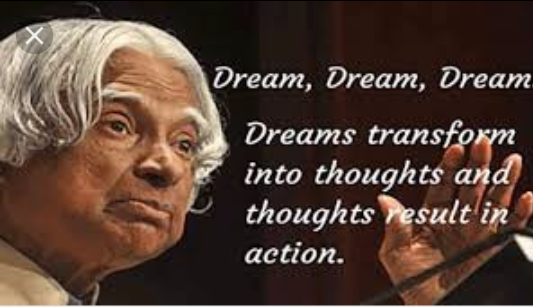 Dream, Dream, Dream
Dreams transform
into thoughts and
thoughts result in
action.